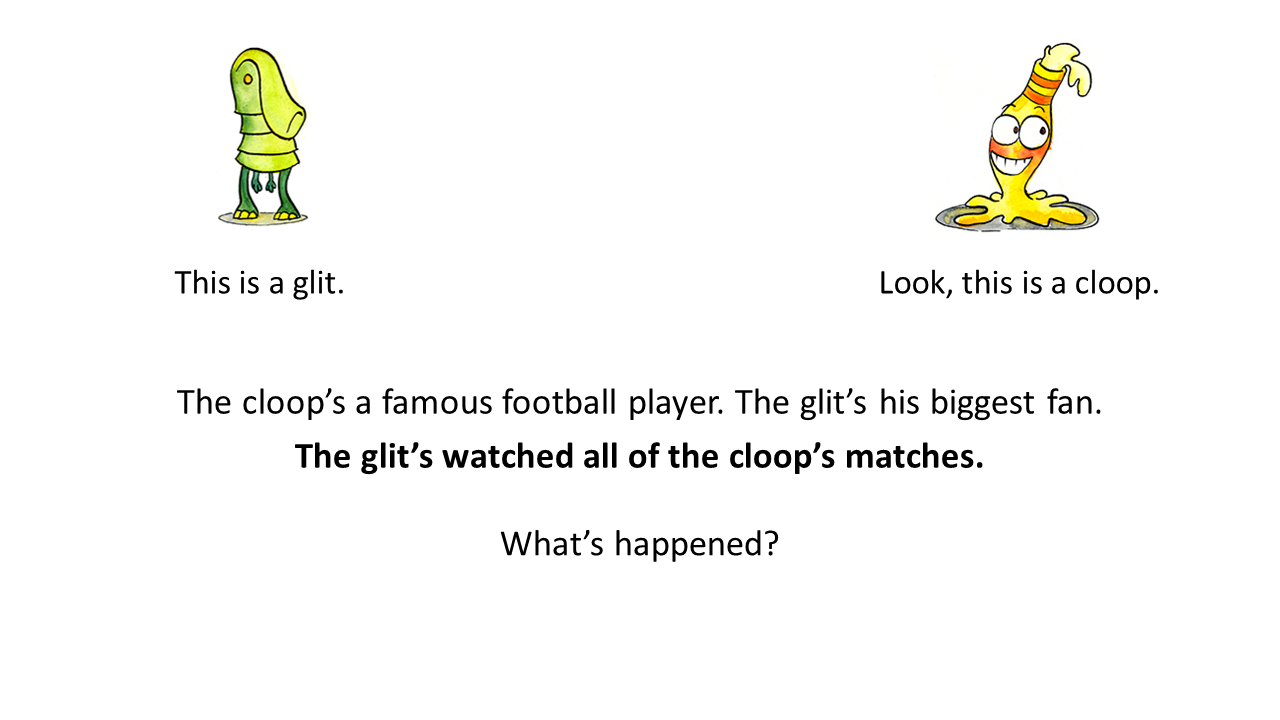 This is a glit.
Look, this is a cloop.
The cloop’s a famous football player. The glit’s his biggest fan.
The glit’s watched all of the cloop’s matches.
What’s happened?